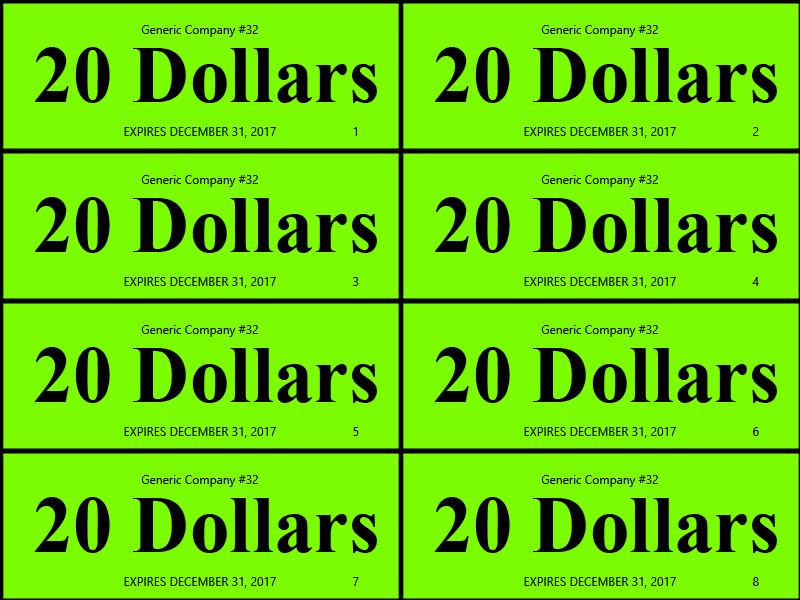 Generic Company #32
20 Dollars
EXPIRES DECEMBER 31, 2017 1
Generic Company #32
20 Dollars
EXPIRES DECEMBER 31, 2017 2
Generic Company #32
20 Dollars
EXPIRES DECEMBER 31, 2017 3
Generic Company #32
20 Dollars
EXPIRES DECEMBER 31, 2017 4
Generic Company #32
20 Dollars
EXPIRES DECEMBER 31, 2017 5
Generic Company #32
20 Dollars
EXPIRES DECEMBER 31, 2017 6
Generic Company #32
20 Dollars
EXPIRES DECEMBER 31, 2017 7
Generic Company #32
20 Dollars
EXPIRES DECEMBER 31, 2017 8